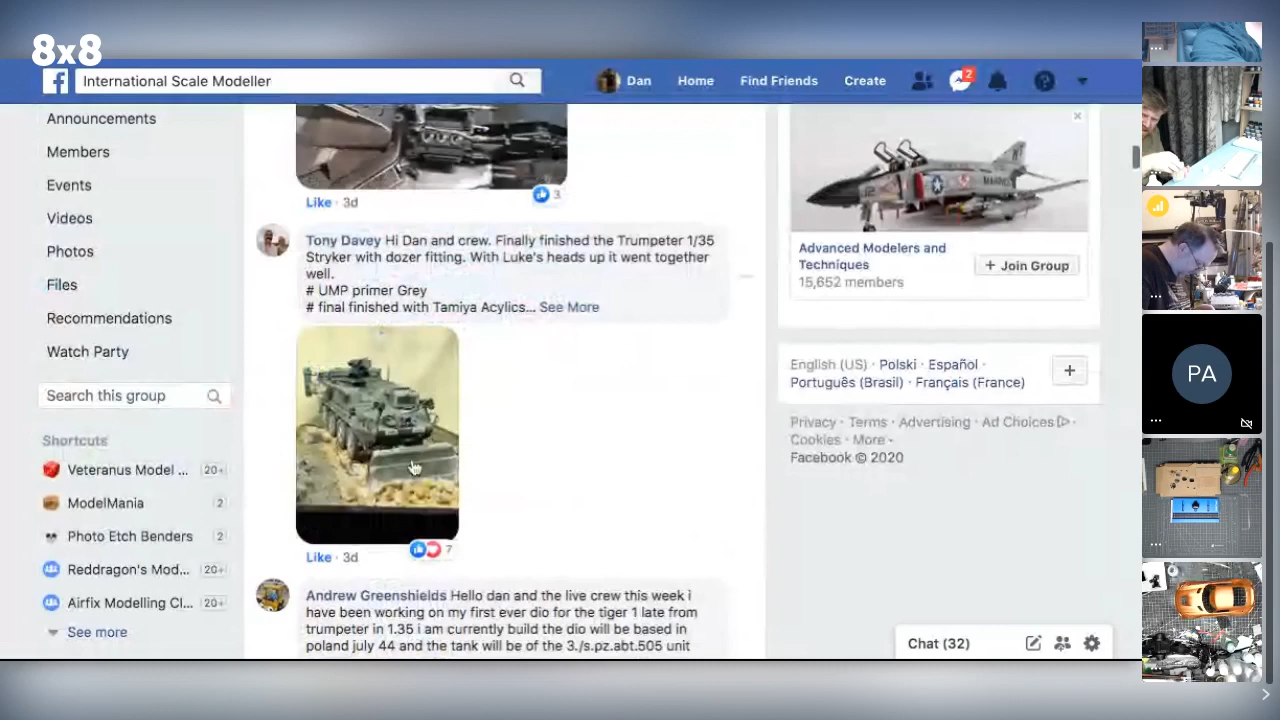 8x8
International Scale Modeller
Dan
Home
Find Friends
Create
2
Announcements
Members
Events
Videos
Photos
Files
Recommendations
Watch Party
Search this group
Shortcuts
Veteranus Model ... 20+
ModelMania 2
Photo Etch Benders 2
Reddragon's Mod... 20+
Airfix Modelling Cl... 20+
See more
Like · 3d
3
Tony Davey Hi Dan and crew. Finally finished the Trumpeter 1/35
Stryker with dozer fitting. With Luke's heads up it went together
well.
# UMP primer Grey
# final finished with Tamiya Acylics... See More
Like · 3d
7
Andrew Greenshields Hello dan and the live crew this week i
have been working on my first ever dio for the tiger 1 late from
trumpeter in 1.35 i am currently build the dio will be based in
poland july 44 and the tank will be of the 3./s.pz.abt.505 unit
Advanced Modelers and
Techniques
15,652 members
+ Join Group
English (US) · Polski · Español ·
Português (Brasil) · Français (France)
+
Privacy · Terms · Advertising · Ad Choices ·
Cookies · More
Facebook © 2020
Chat (32)
PA